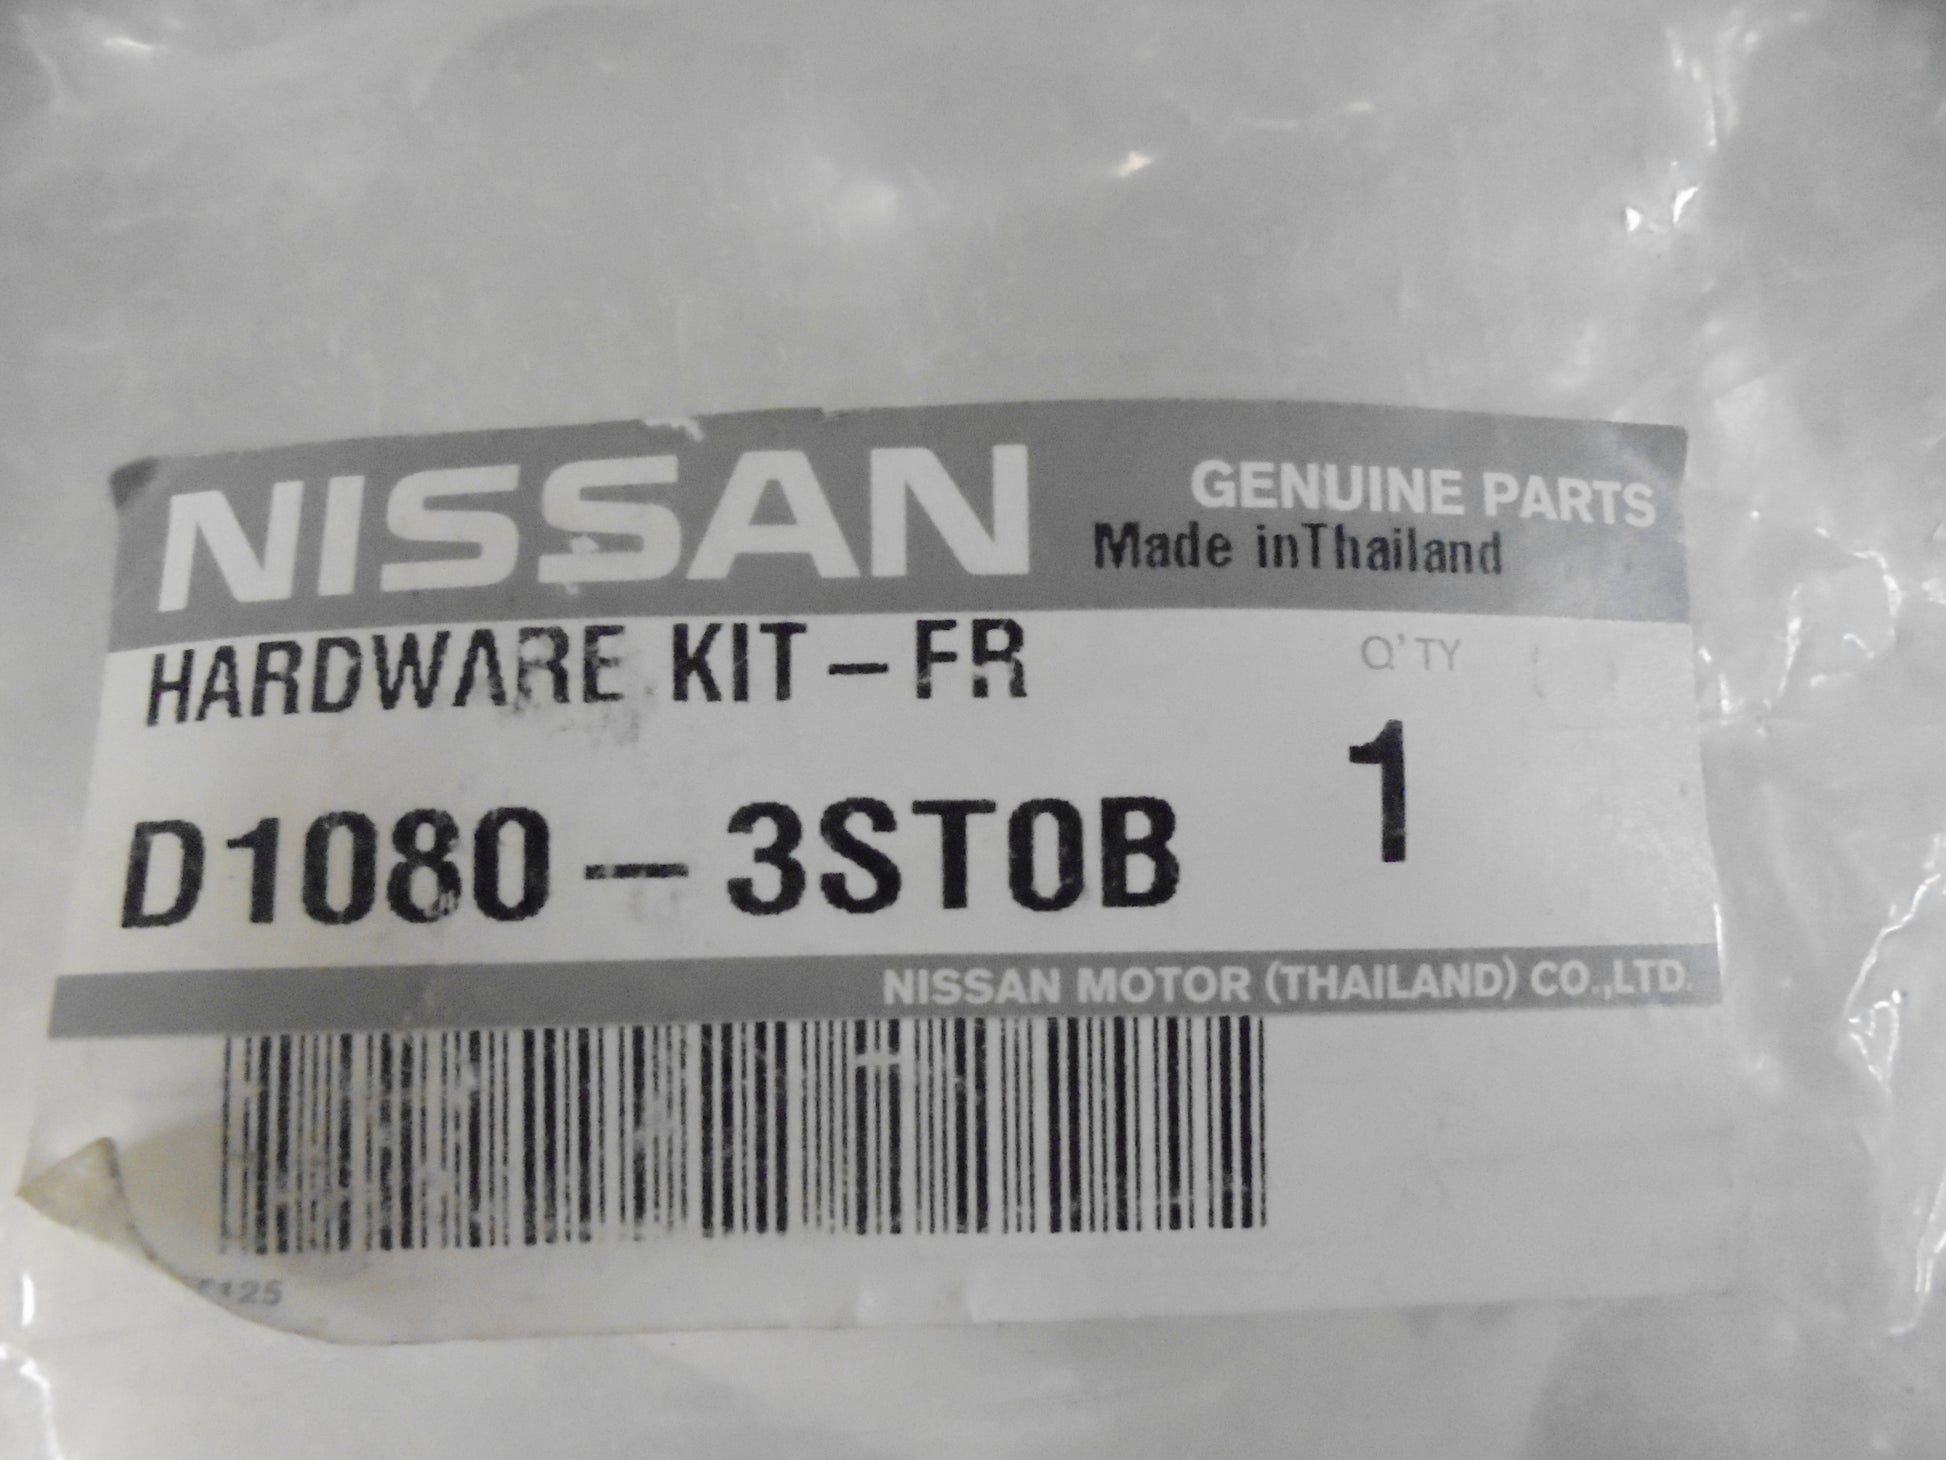 NISSAN
GENUINE PARTS
Made inThailand
HARDWARE KIT-FR
Q'TY
D1080-3ST0B
1
NISSAN MOTOR (THAILAND) CO.,LTD.